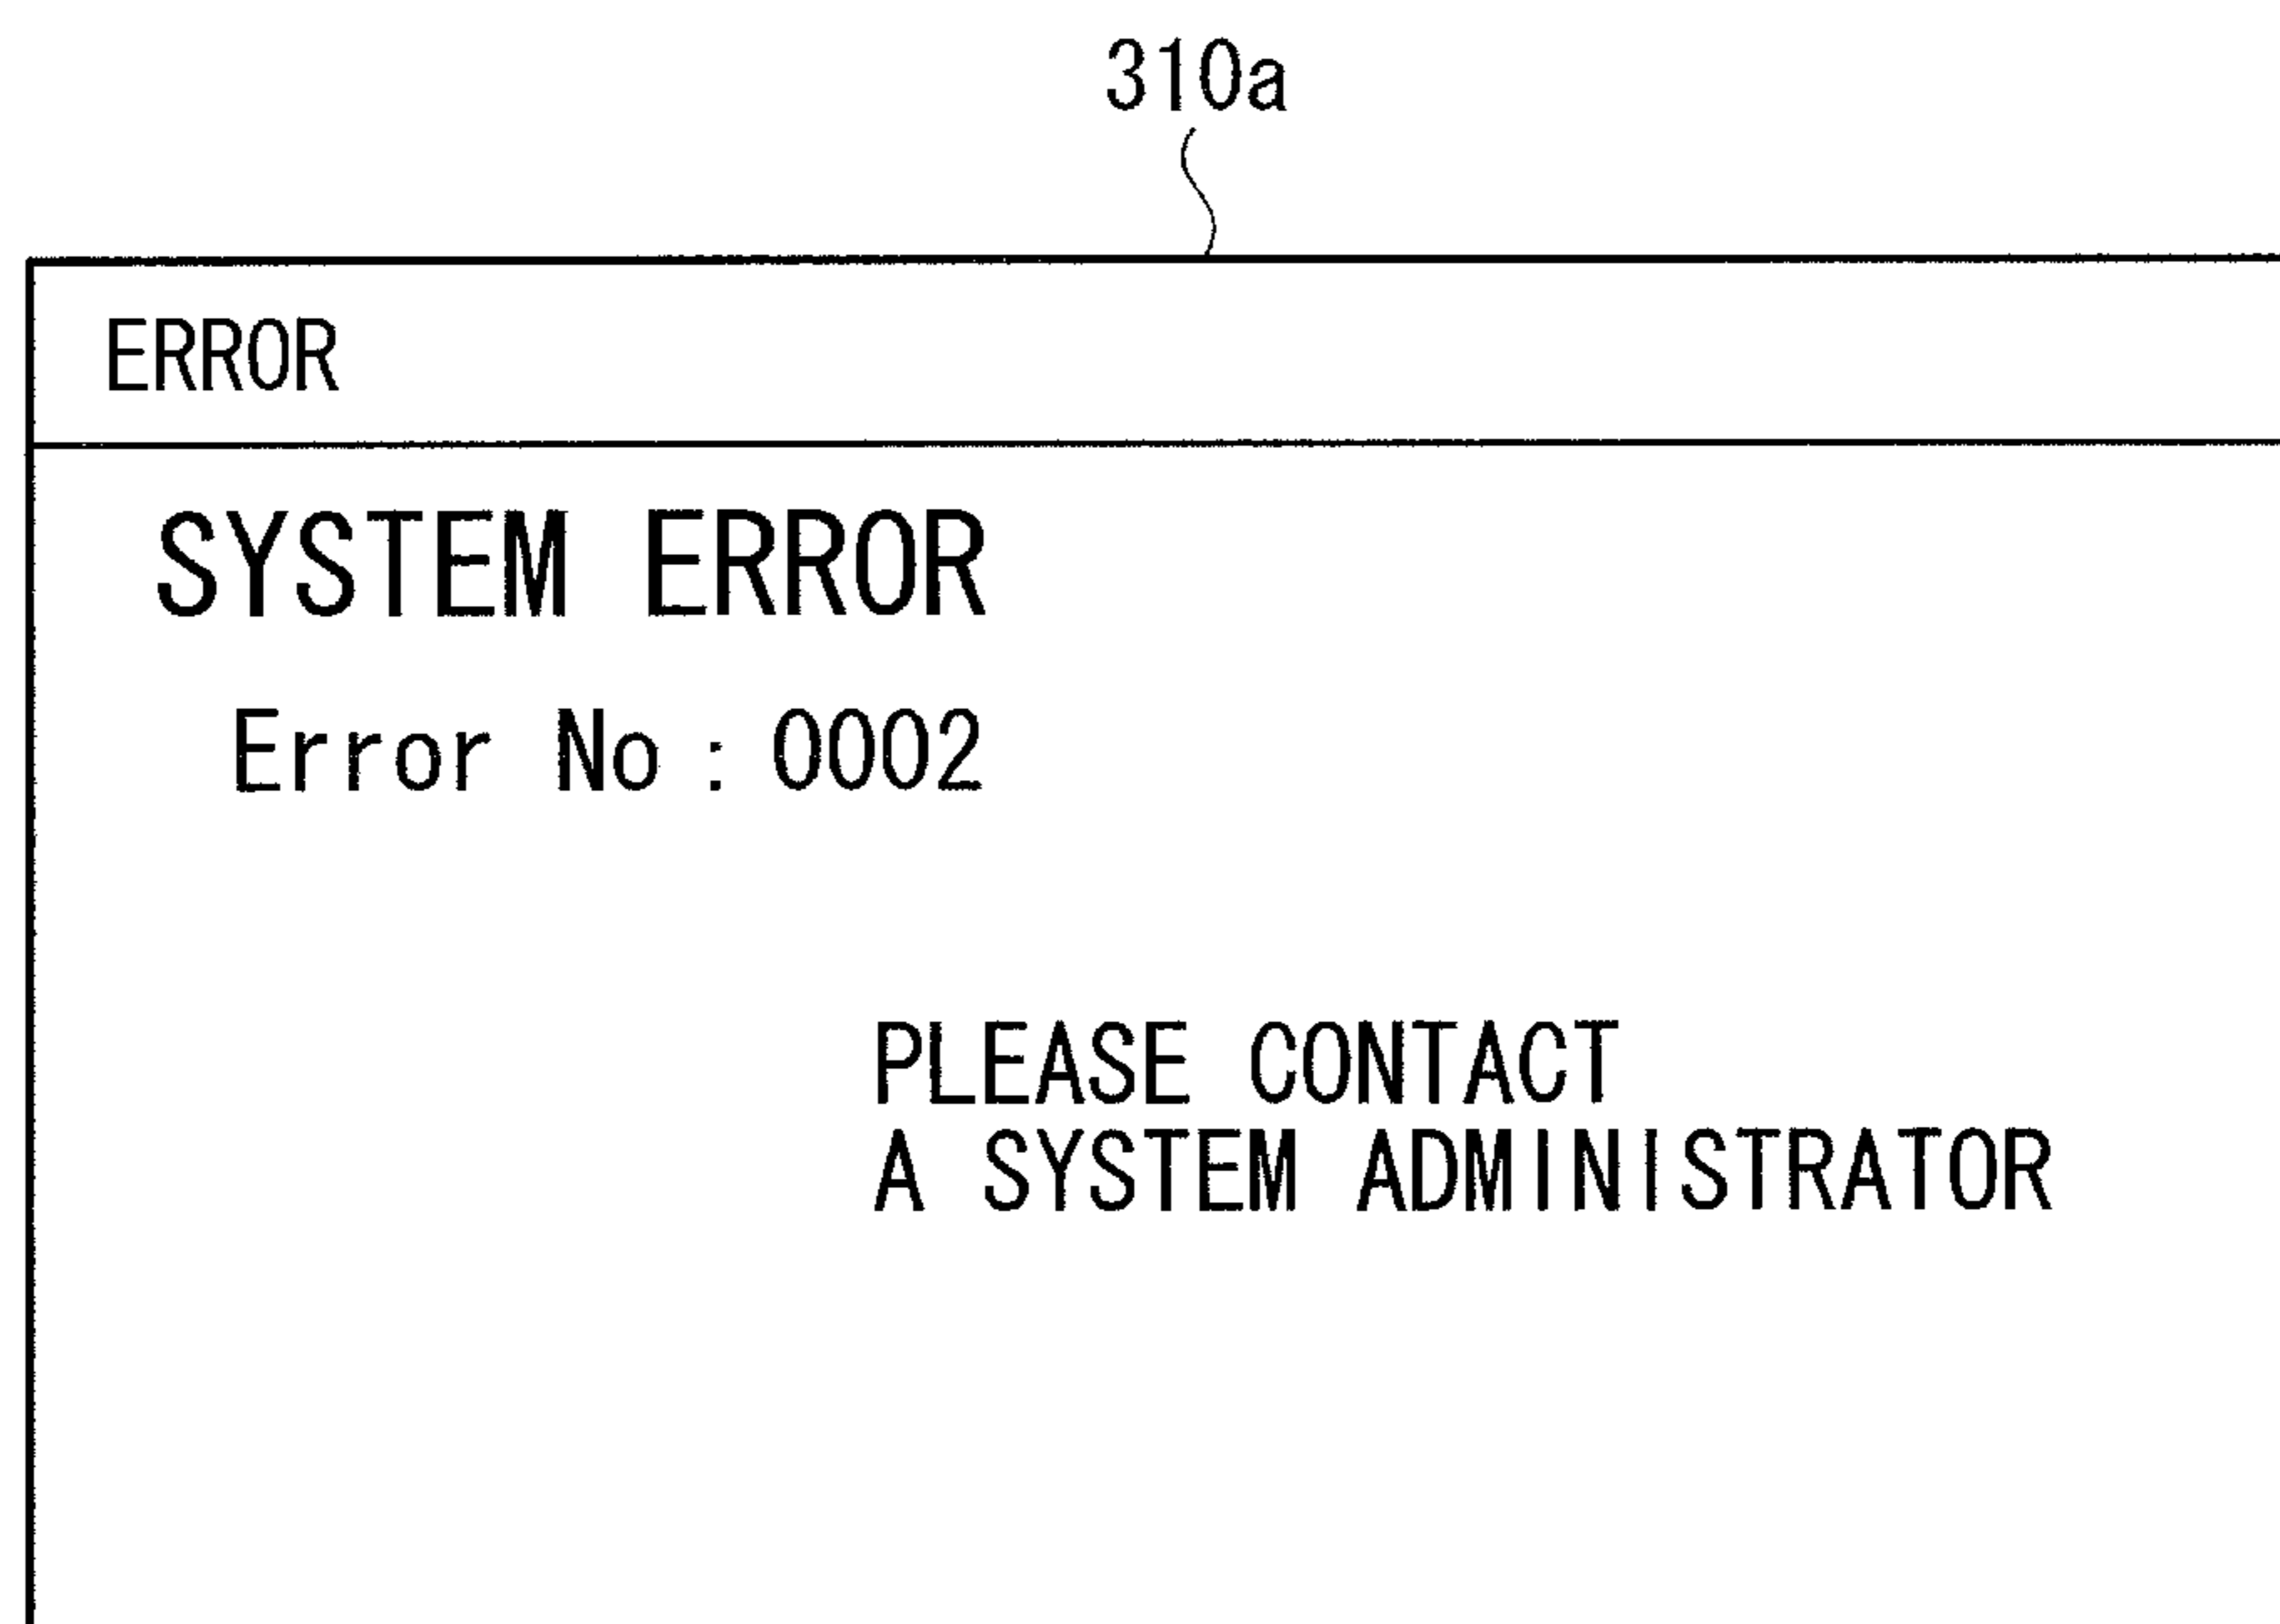 310a
ERROR
SYSTEM ERROR
Error No : 0002
PLEASE CONTACT
A SYSTEM ADMINISTRATOR